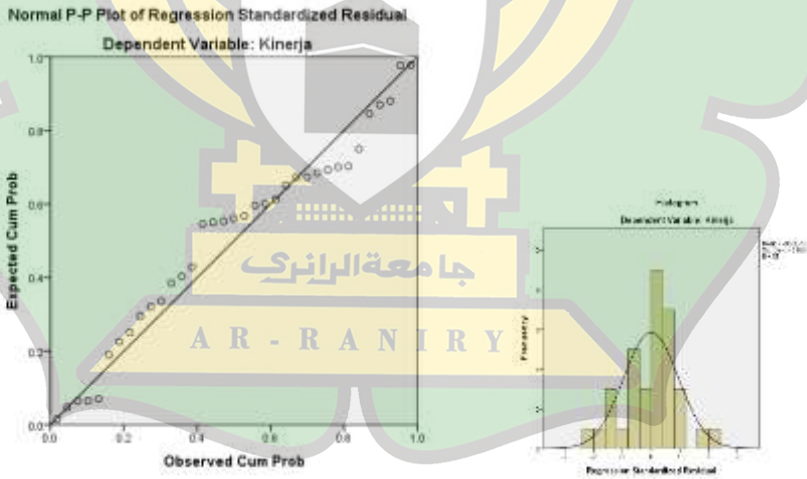 Normal P-P Plot of Regression Standardized Residual
Dependent Variable: Kinerja
1.0
0.8
0.6
0.4
0.2
0.0
0.0 0.2 0.4 0.6 0.8 1.0
Expected Cum Prob
Observed Cum Prob
جامعة الرانري
AR-RANIRY
Histogram
Dependent Variable: Kinerja
Frequency
Regression Standardized Residual